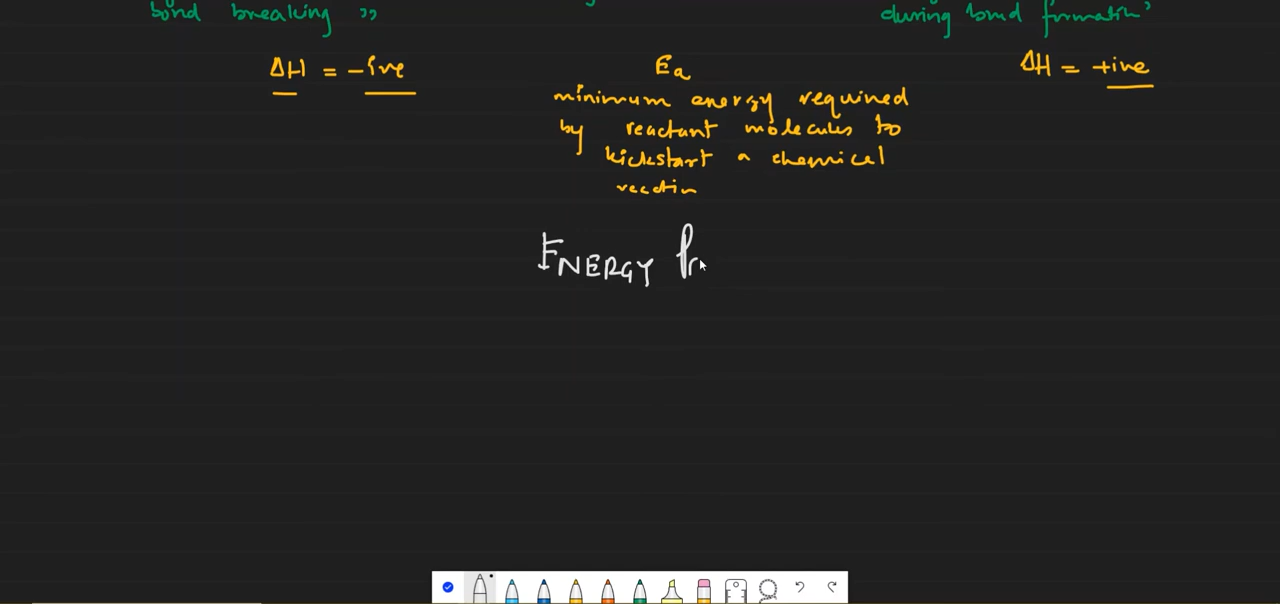 bond breaking "
during bond formation"
ΔH = -ive
Ea
ΔH = +ive
minimum energy required
by reactant molecules to
kickstart a chemical
reaction
ENERGY Pr